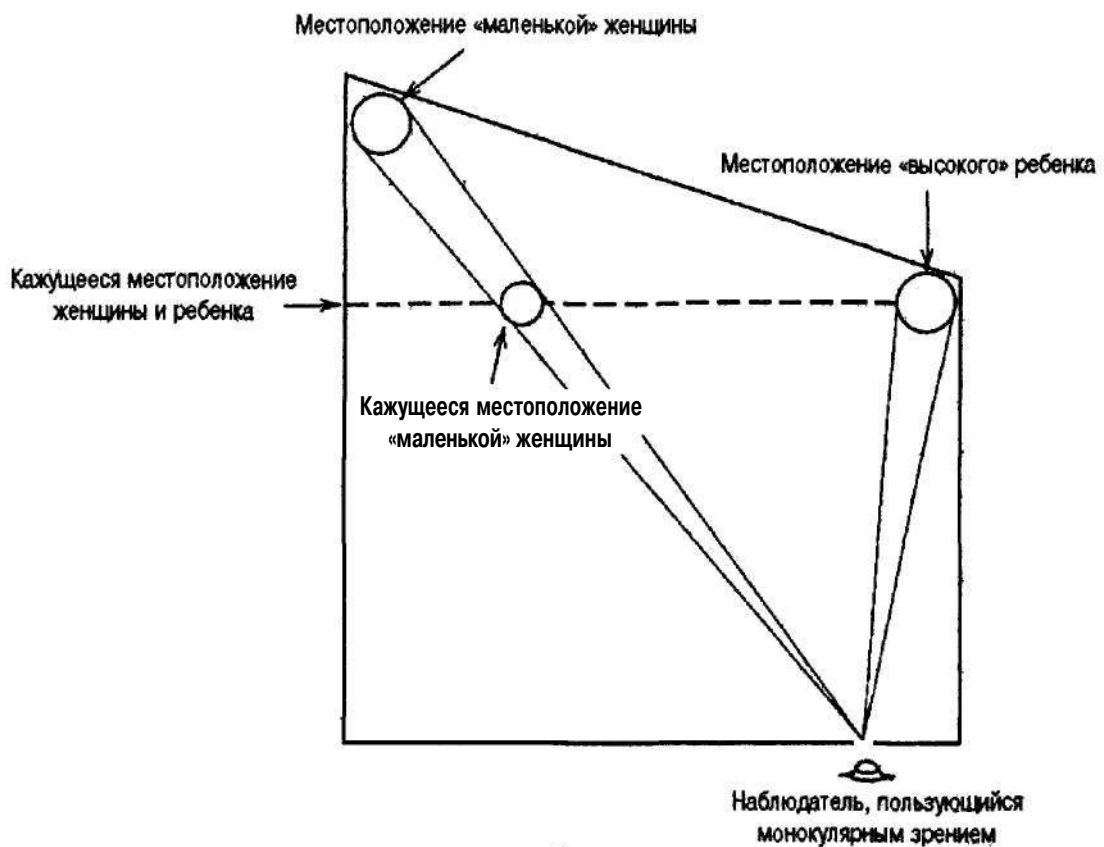 Местоположение «маленькой» женщины
Местоположение «высокого» ребенка
Кажущееся местоположение
женщины и ребенка
Кажущееся местоположение
«маленькой» женщины
Наблюдатель, пользующийся
монокулярным зрением